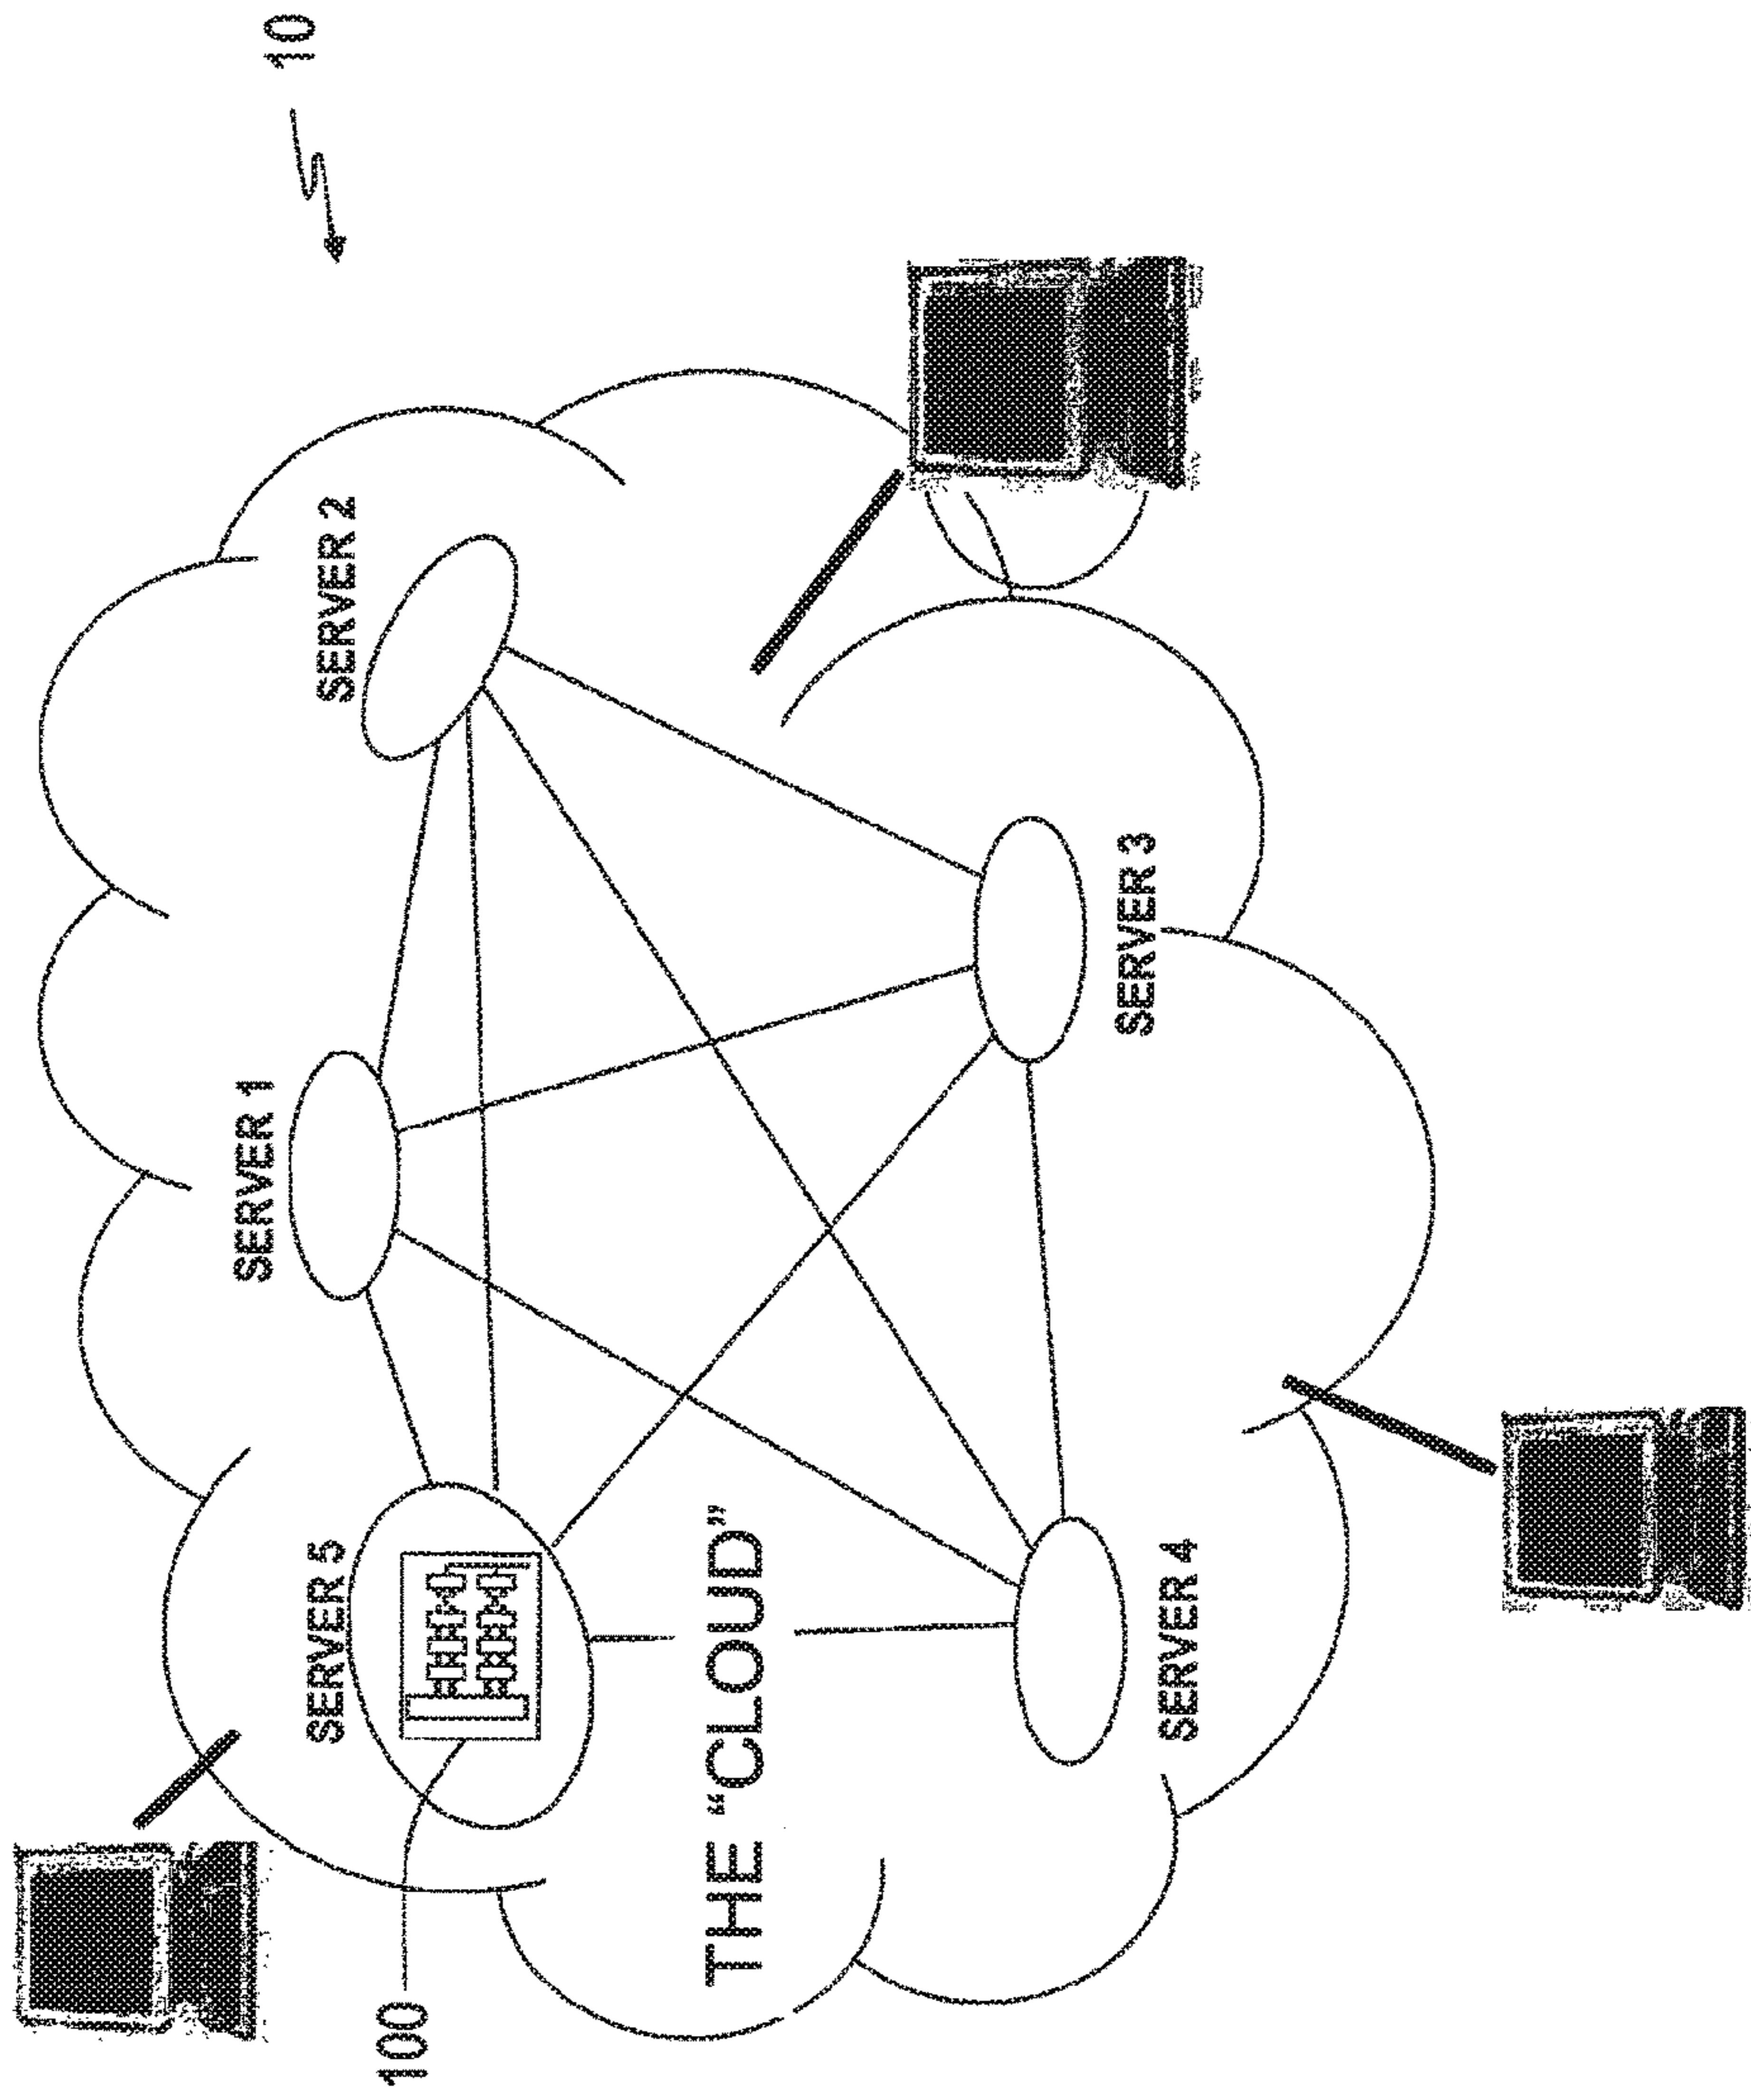 10
SERVER 2
SERVER 1
SERVER 5
SERVER 3
SERVER 4
THE “CLOUD”
100